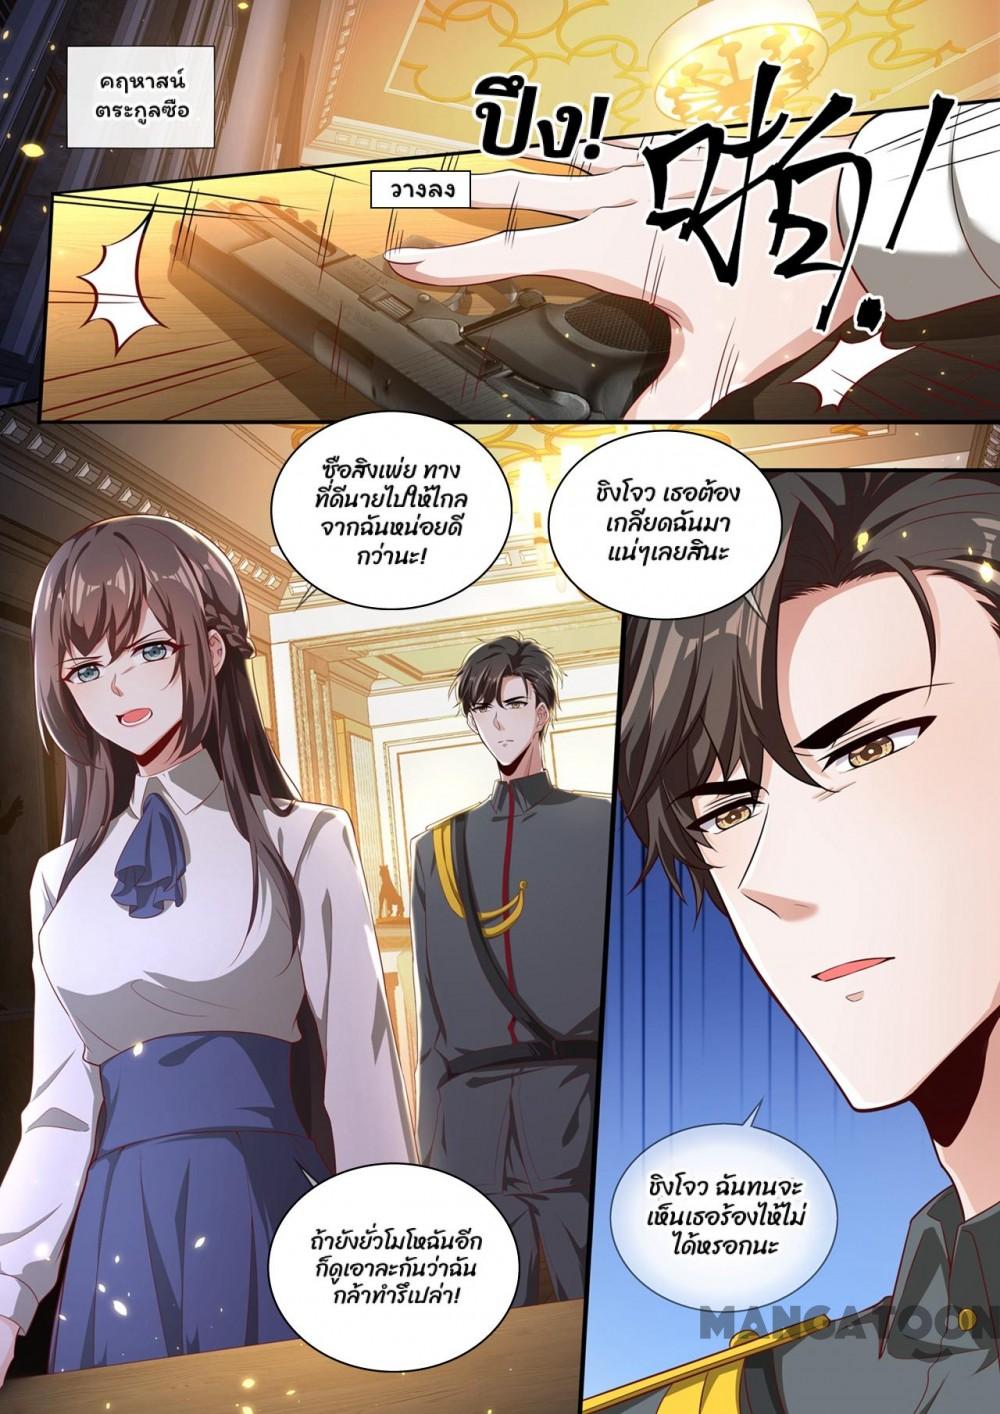 คฤหาสน์
ตระกูลซือ
ปึง!
วางลง
ซือสิงเพ่ย ทาง
ที่ดีนายไปให้ไกล
จากฉันหน่อยดี
กว่านะ!
ชิงโจว เธอต้อง
เกลียดฉันมา
แน่ๆเลยสินะ
ชิงโจว ฉันทนจะ
เห็นเธอร้องไห้ไม่
ได้หรอกนะ
ถ้ายังยั่วโมโหฉันอีก
ก็ดูเอาละกันว่าฉัน
กล้าทำรึเปล่า!
MANGATOON